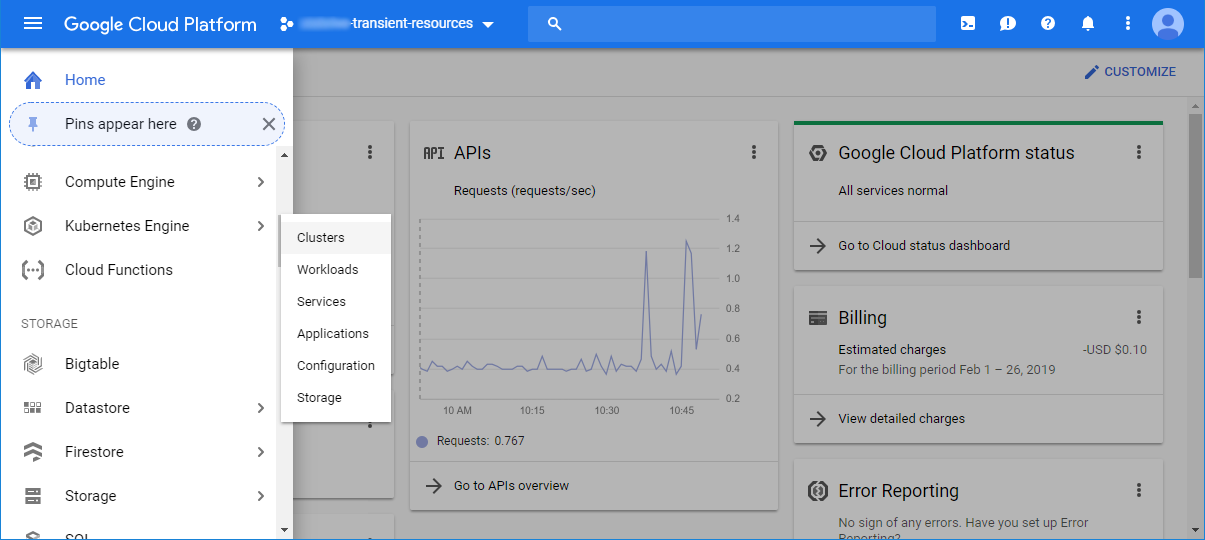 Google Cloud Platform
-transient-resources
Home
Pins appear here
Compute Engine
Kubernetes Engine
Cloud Functions
STORAGE
Bigtable
Datastore
Firestore
Storage
SQL
Clusters
Workloads
Services
Applications
Configuration
Storage
CUSTOMIZE
API APIs
Requests (requests/sec)
1.4
1.2
1.0
0.8
0.6
0.4
0.2
10 AM 10:15 10:30 10:45
Requests: 0.767
Go to APIs overview
Google Cloud Platform status
All services normal
Go to Cloud status dashboard
Billing
Estimated charges -USD $0.10
For the billing period Feb 1 – 26, 2019
View detailed charges
Error Reporting
No sign of any errors. Have you set up Error
Reporting?